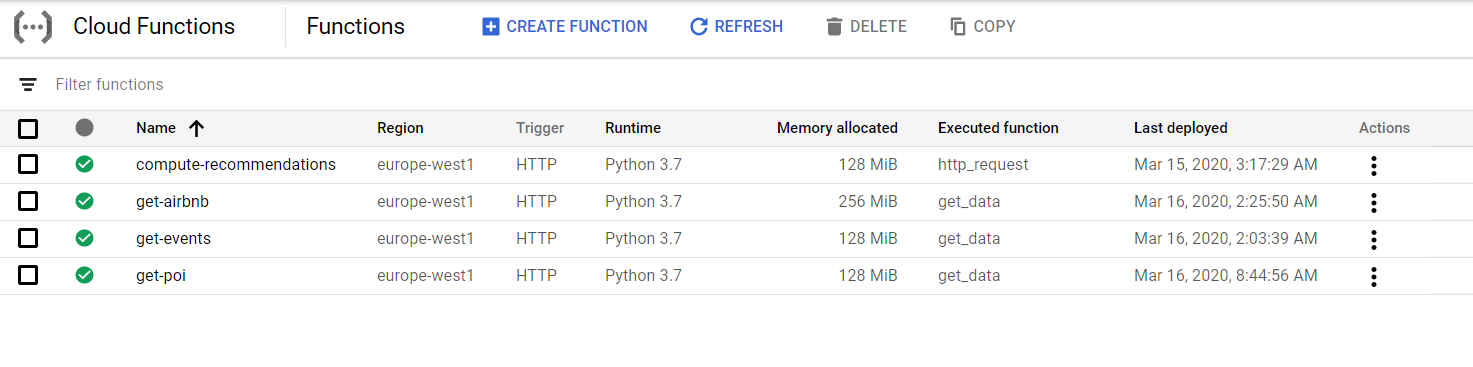 Cloud Functions Functions CREATE FUNCTION REFRESH DELETE COPY
Filter functions
Name Region Trigger Runtime Memory allocated Executed function Last deployed Actions
compute-recommendations europe-west1 HTTP Python 3.7 128 MiB http_request Mar 15, 2020, 3:17:29 AM
get-airbnb europe-west1 HTTP Python 3.7 256 MiB get_data Mar 16, 2020, 2:25:50 AM
get-events europe-west1 HTTP Python 3.7 128 MiB get_data Mar 16, 2020, 2:03:39 AM
get-poi europe-west1 HTTP Python 3.7 128 MiB get_data Mar 16, 2020, 8:44:56 AM